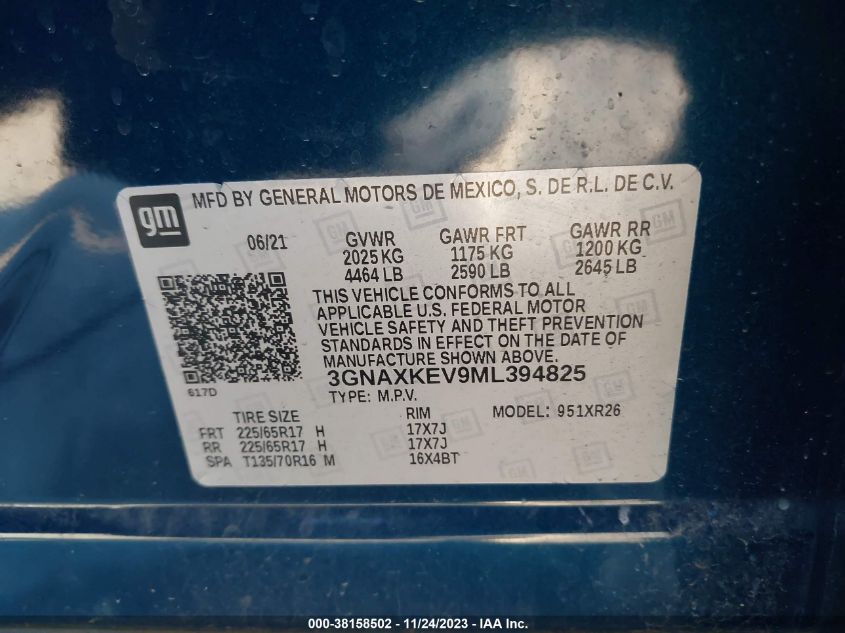 gm MFD BY GENERAL MOTORS DE MEXICO, S. DE R.L. DE C.V.
06/21 GVWR GAWR FRT GAWR RR
2025 KG 1175 KG 1200 KG
4464 LB 2590 LB 2645 LB
THIS VEHICLE CONFORMS TO ALL
APPLICABLE U.S. FEDERAL MOTOR
VEHICLE SAFETY AND THEFT PREVENTION
STANDARDS IN EFFECT ON THE DATE OF
MANUFACTURE SHOWN ABOVE.
617D
3GNAXKEV9ML394825
TYPE: M.P.V. MODEL: 951XR26
TIRE SIZE RIM
FRT 225/65R17 H 17X7J
RR 225/65R17 H 17X7J
SPA T135/70R16 M 16X4BT
000-38158502 - 11/24/2023 - IAA Inc.